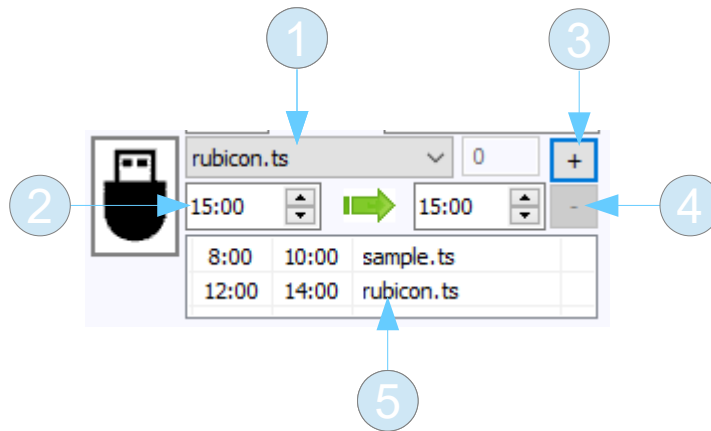 1
3
rubicon.ts 0 +
2 15:00 15:00 - 4
8:00 10:00 sample.ts
12:00 14:00 rubicon.ts
5